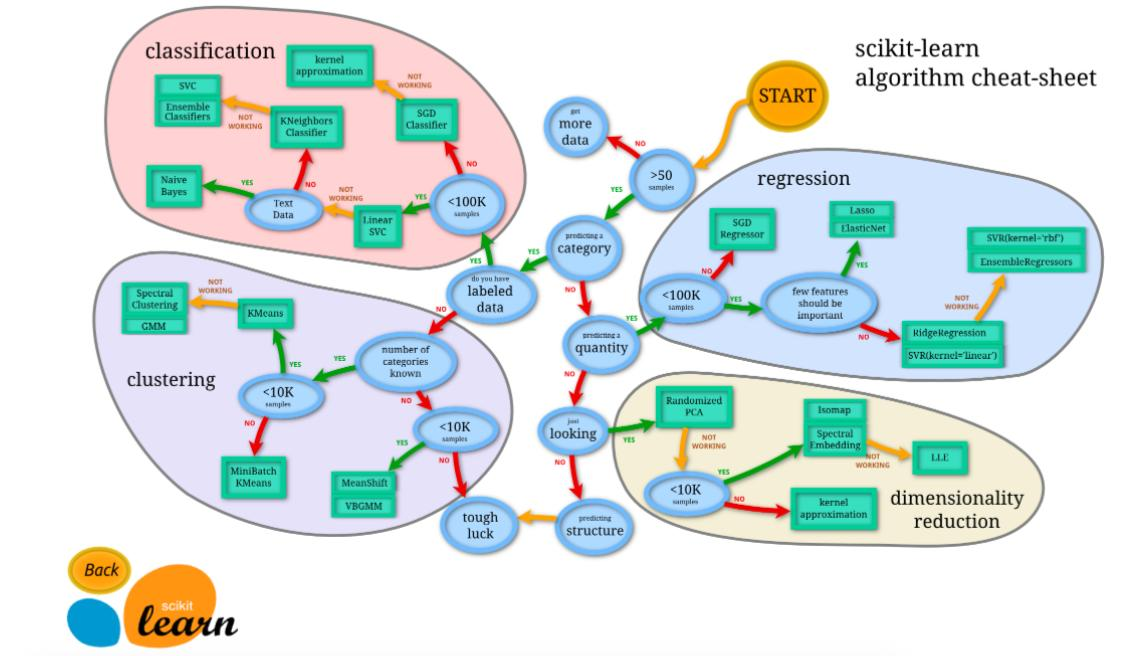 scikit-learn
algorithm cheat-sheet
START
classification
kernel
approximation
NOT
WORKING
SVC
Ensemble
Classifiers
NOT
WORKING
KNeighbors
Classifier
SGD
Classifier
NO
Naive
Bayes
YES
Text
Data
NO
NOT
WORKING
Linear
SVC
YES
<100K
samples
YES
get
more
data
NO
>50
samples
YES
predicting a
category
YES
NO
do you have
labeled
data
NO
predicting a
quantity
YES
NO
just
looking
YES
NO
predicting
structure
tough
luck
regression
SGD
Regressor
NO
<100K
samples
YES
Lasso
ElasticNet
YES
few features
should be
important
NO
SVR(kernel='rbf')
EnsembleRegressors
NOT
WORKING
RidgeRegression
SVR(kernel='linear')
clustering
Spectral
Clustering
GMM
NOT
WORKING
KMeans
YES
number of
categories
known
YES
NO
<10K
samples
NO
MiniBatch
KMeans
<10K
samples
YES
NO
MeanShift
VBGMM
dimensionality
reduction
Randomized
PCA
NOT
WORKING
<10K
samples
YES
NO
Isomap
Spectral
Embedding
NOT
WORKING
LLE
kernel
approximation
Back
scikit
learn